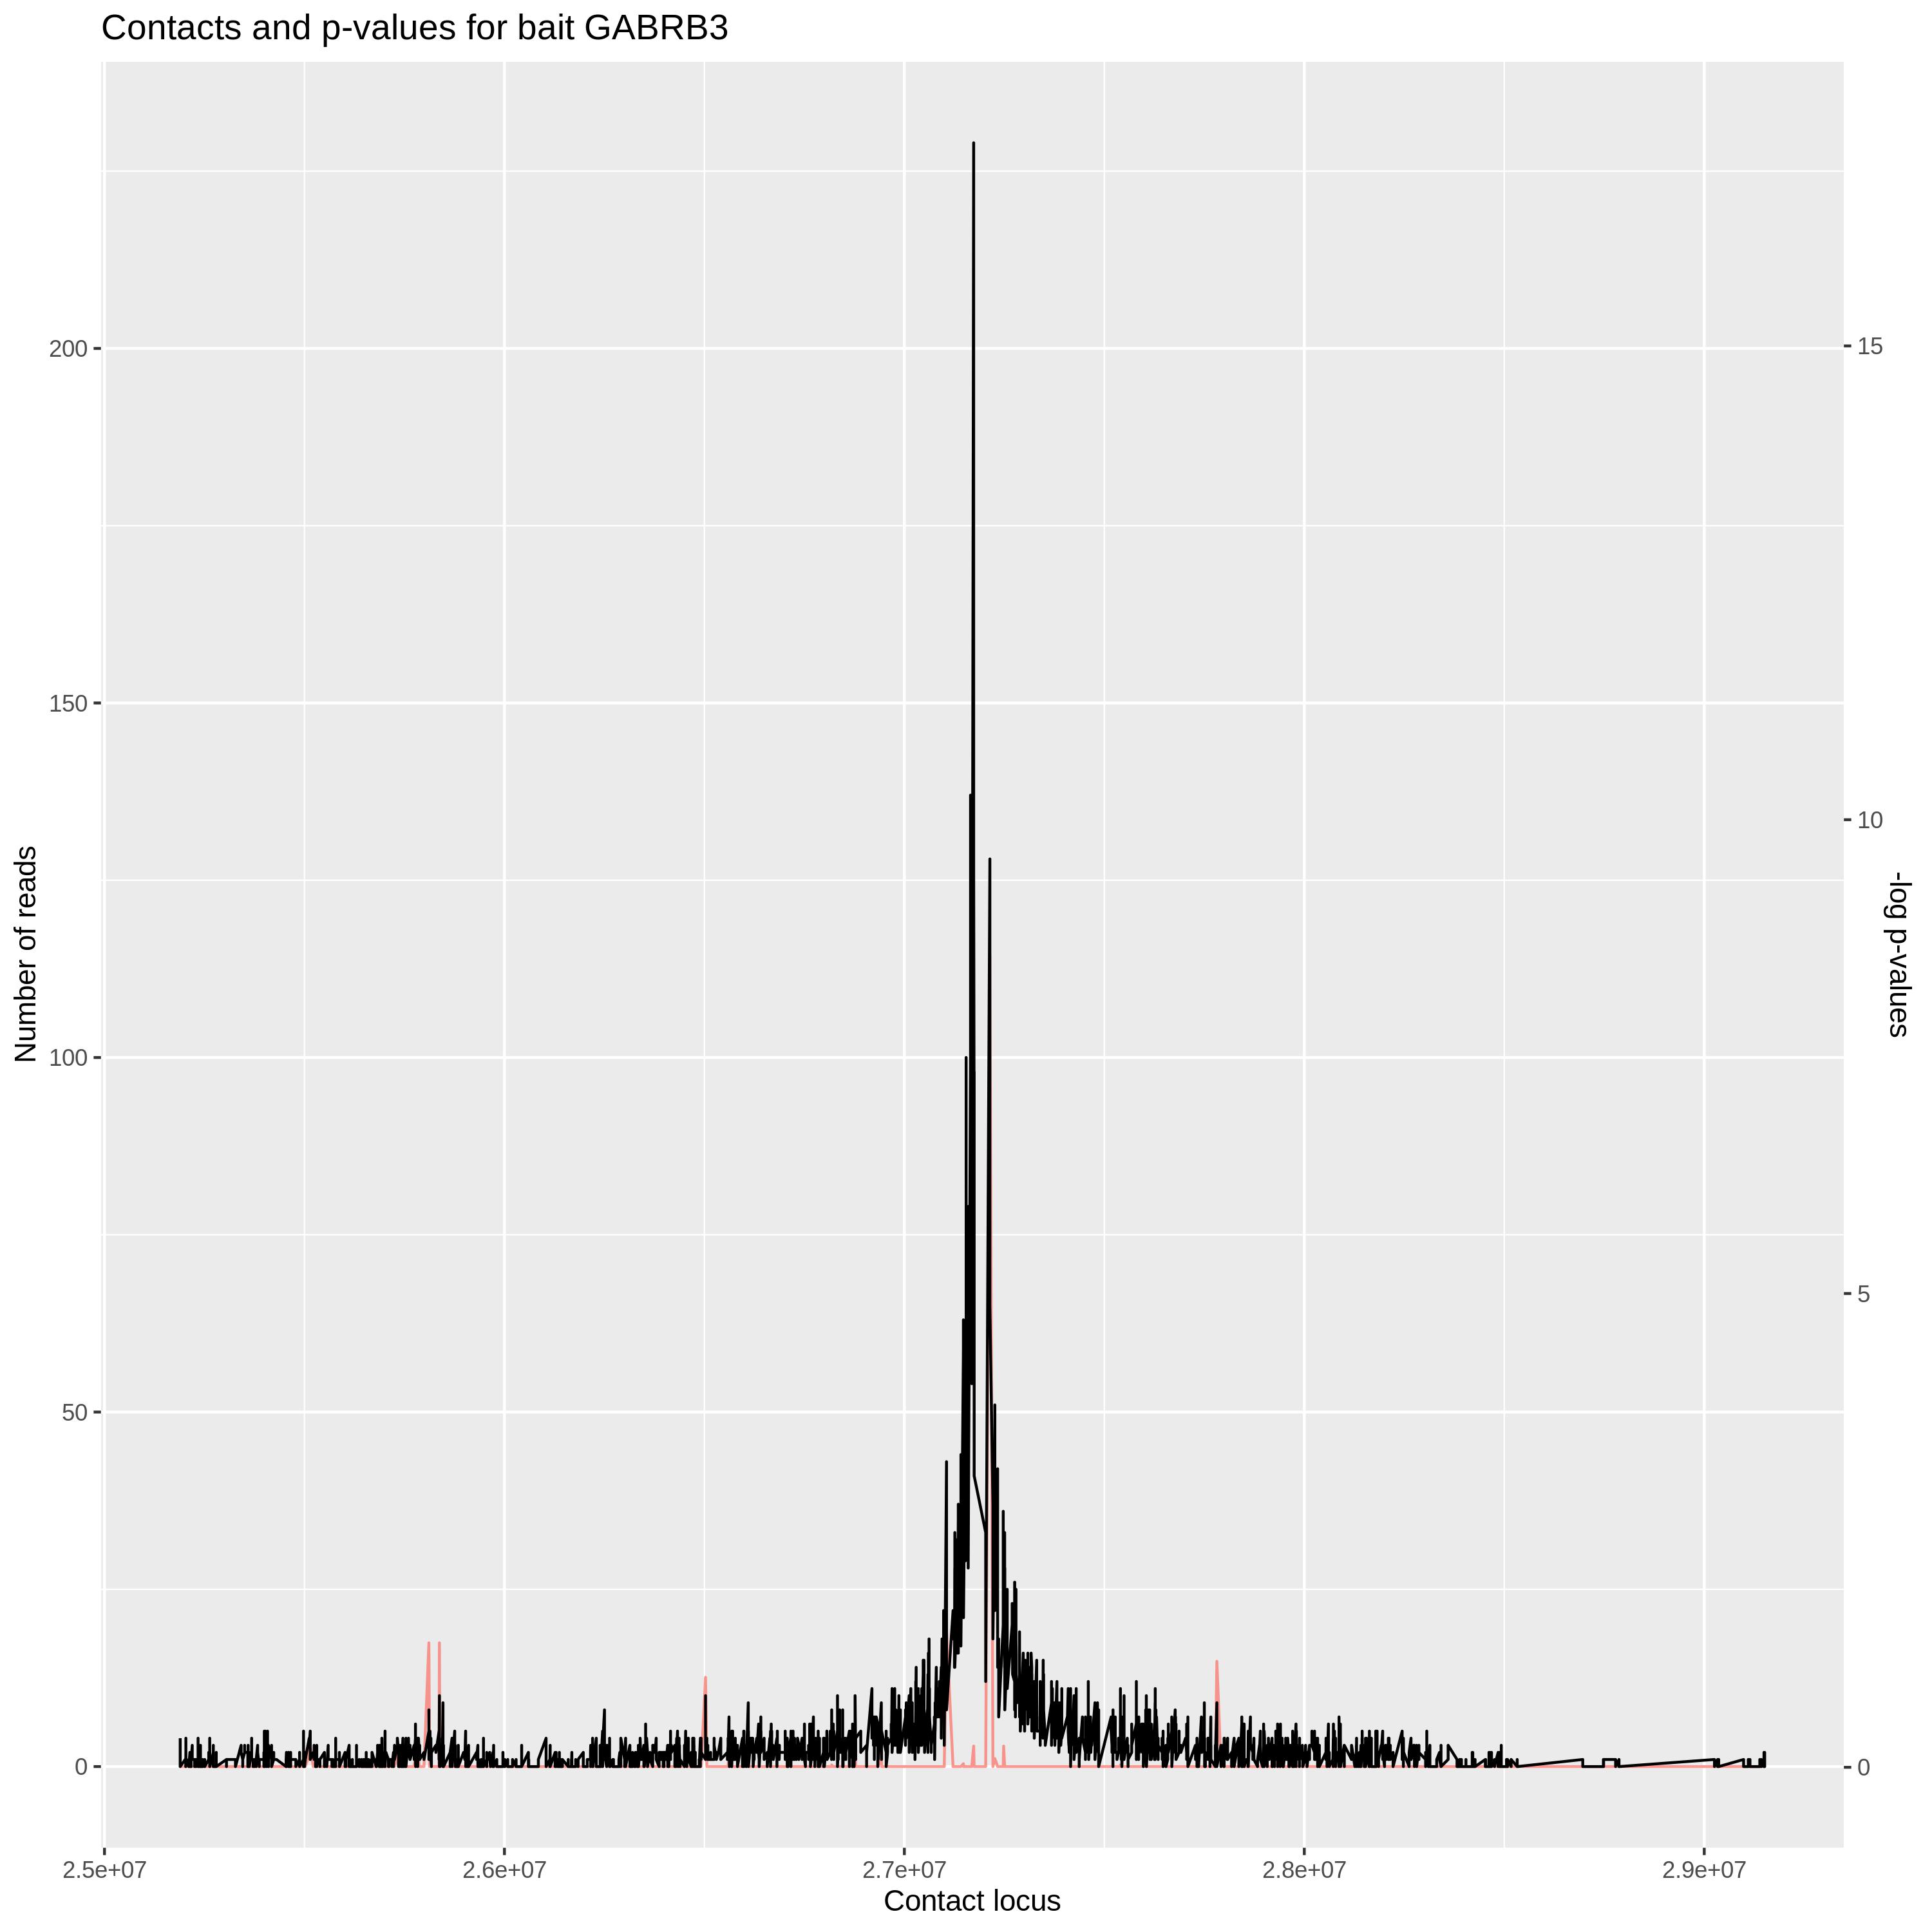 Contacts and p-values for bait GABRB3
Number of reads
200
150
100
50
0
15
10
5
0
-log p-values
2.5e+07 2.6e+07 2.7e+07 2.8e+07 2.9e+07
Contact locus